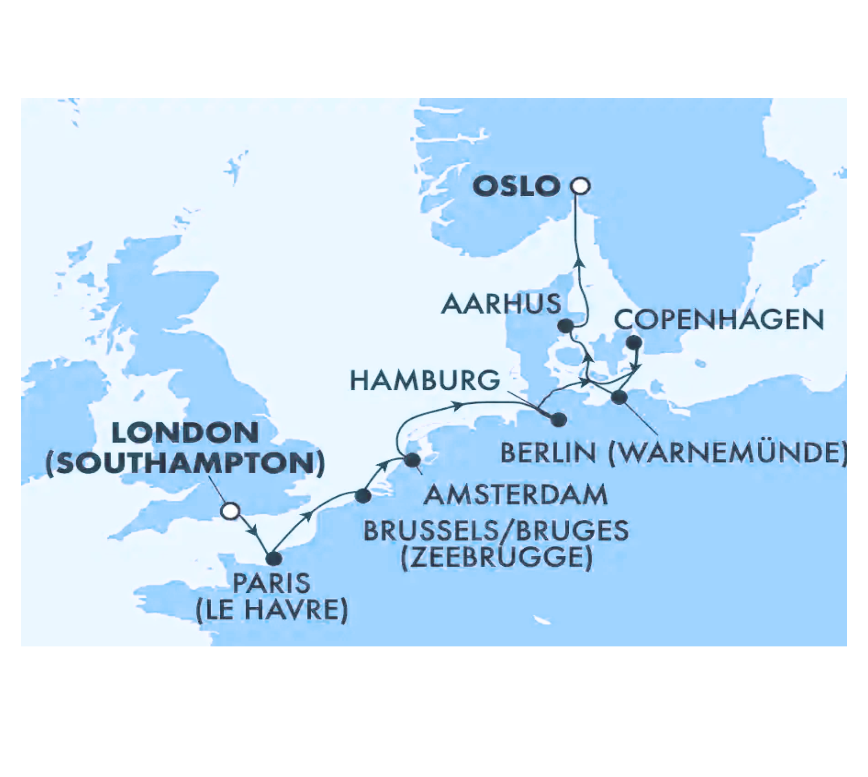 OSLO
AARHUS
COPENHAGEN
HAMBURG
LONDON
(SOUTHAMPTON)
BERLIN (WARNEMÜNDE)
AMSTERDAM
BRUSSELS/BRUGES
(ZEEBRUGGE)
PARIS
(LE HAVRE)